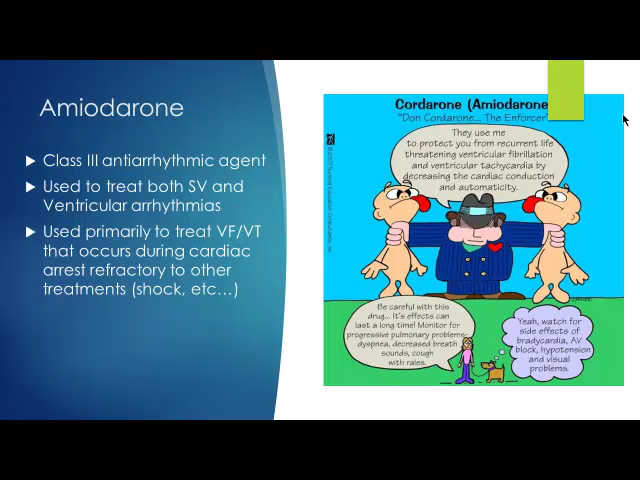 Amiodarone
Class III antiarrhythmic agent
Used to treat both SV and
Ventricular arrhythmias
Used primarily to treat VF/VT
that occurs during cardiac
arrest refractory to other
treatments (shock, etc…)
Cordarone (Amiodarone
"Don Cordarone... The Enforcer"
They use me
to protect you from recurrent life
threatening ventricular fibrillation
and ventricular tachycardia by
decreasing the cardiac conduction
and automaticity.
Be careful with this
drug... It's effects can
last a long time! Monitor for
progressive pulmonary problems-
dyspnea, decreased breath
sounds, cough
with rales.
Yeah, watch for
side effects of
bradycardia, AV
block, hypotension
and visual
problems.